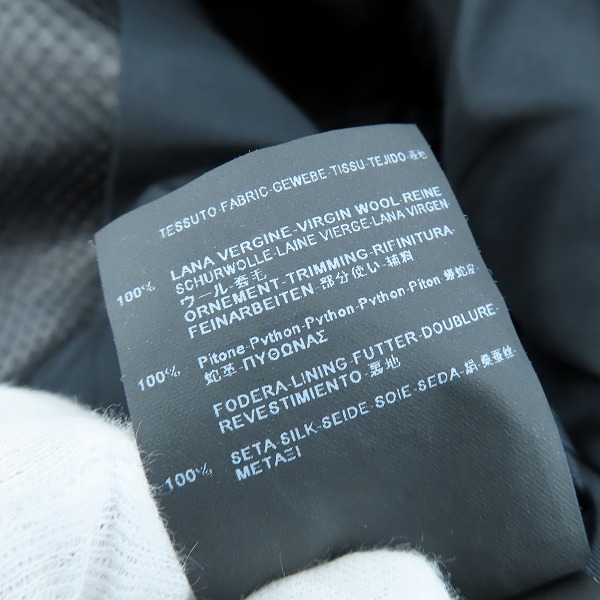 TESSUTO-FABRIC-GEWEBE-TISSU-TEJIDO-表地
100% LANA VERGINE-VIRGIN WOOL-REINE
SCHURWOLLE-LAINE VIERGE-LANA VIRGEN
ウール-套毛
ORNEMENT-TRIMMING-RIFINITURA-
FEINARBEITEN-部分使い-辅料
100% Pitone-Python-Python-Python-Piton 蟒蛇皮
蛇革-ΠΥΘΩΝΑΣ
FODERA-LINING-FUTTER-DOUBLURE-
REVESTIMIENTO-裏地
100% SETA-SILK-SEIDE-SOIE-SEDA-絹-桑蚕丝
ΜΕΤΑΞΙ